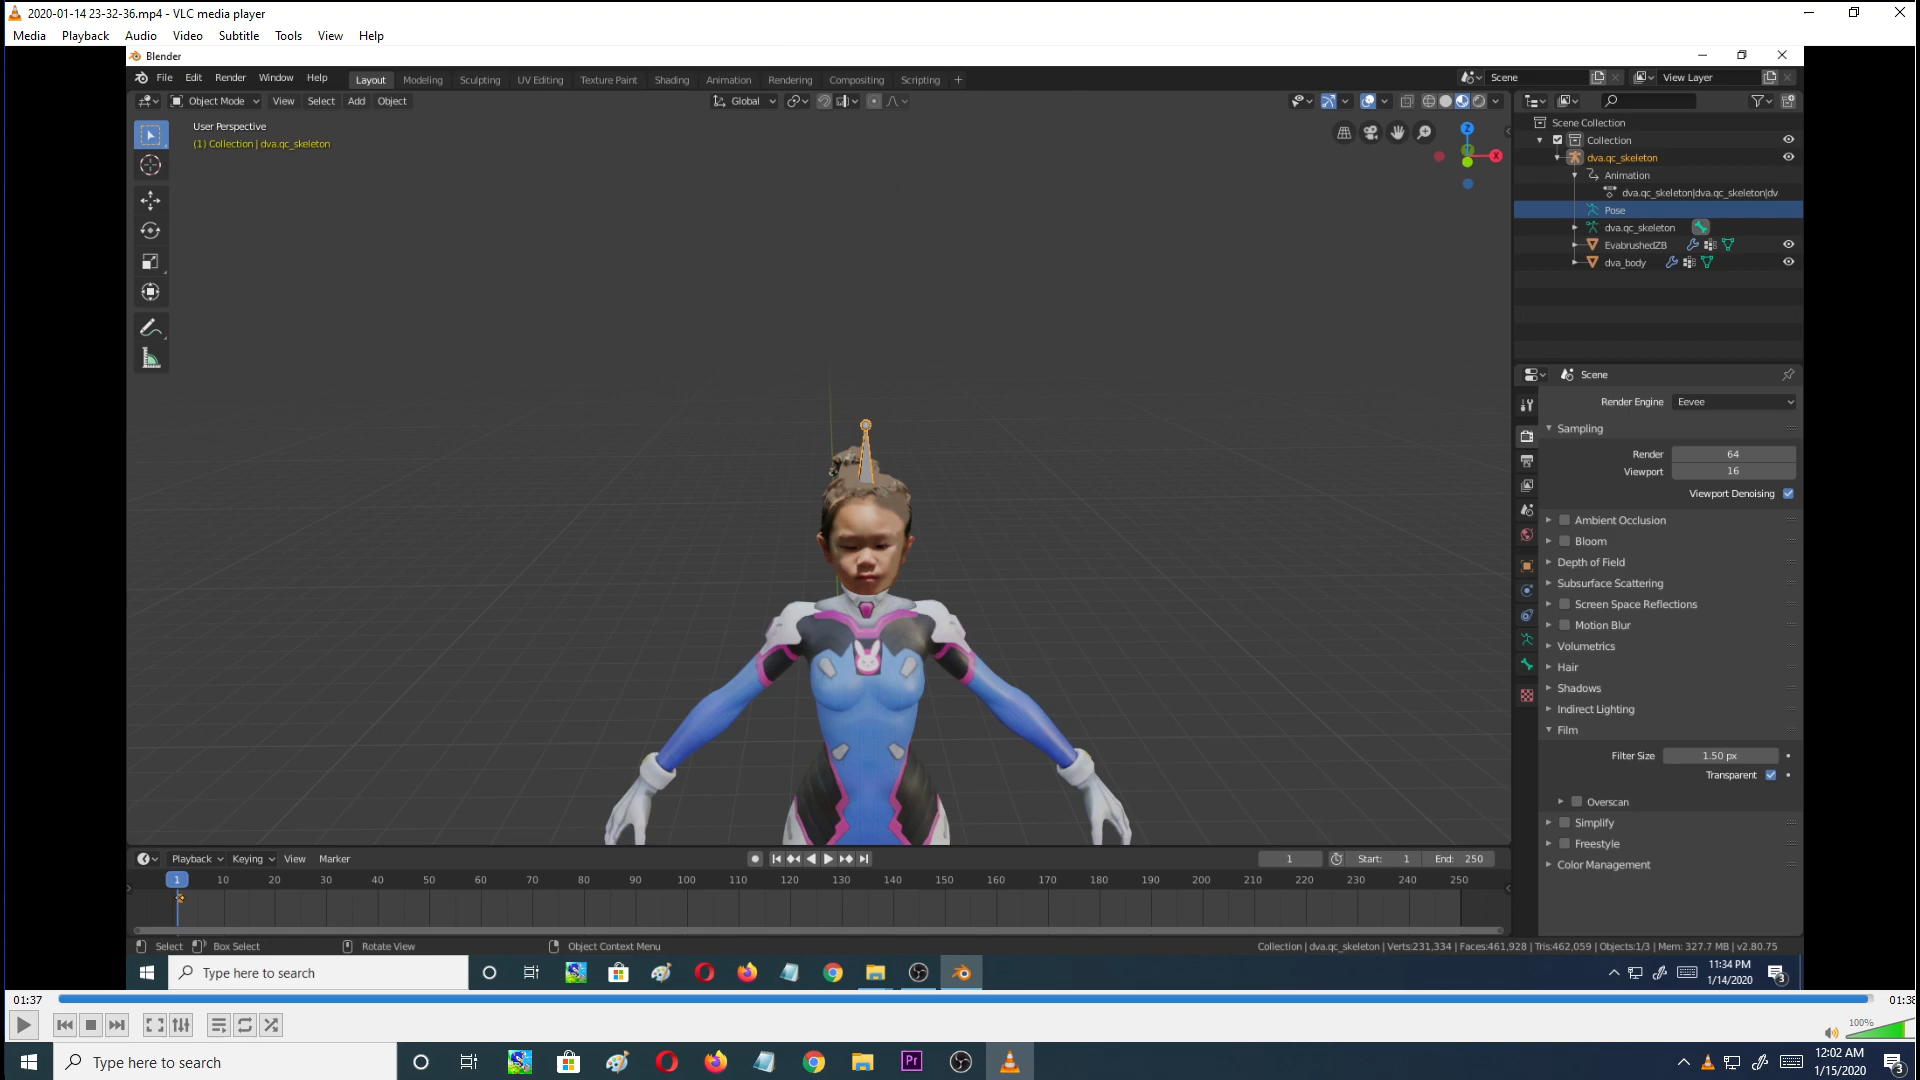 2020-01-14 23-32-36.mp4 - VLC media player
Media Playback Audio Video Subtitle Tools View Help
Blender
File Edit Render Window Help Layout Modeling Sculpting UV Editing Texture Paint Shading Animation Rendering Compositing Scripting + Scene View Layer
Object Mode View Select Add Object Global
User Perspective
(1) Collection | dva.qc_skeleton
Z
X
Scene Collection
Collection
dva.qc_skeleton
Animation
dva.qc_skeleton|dva.qc_skeleton|dv
Pose
dva.qc_skeleton
EvabrushedZB
dva_body
Scene
Render Engine Eevee
Sampling
Render 64
Viewport 16
Viewport Denoising
Ambient Occlusion
Bloom
Depth of Field
Subsurface Scattering
Screen Space Reflections
Motion Blur
Volumetrics
Hair
Shadows
Indirect Lighting
Film
Filter Size 1.50 px
Transparent
Overscan
Simplify
Freestyle
Color Management
Playback Keying View Marker 1 Start: 1 End: 250
1 10 20 30 40 50 60 70 80 90 100 110 120 130 140 150 160 170 180 190 200 210 220 230 240 250
Select Box Select Rotate View Object Context Menu Collection | dva.qc_skeleton | Verts:231,334 | Faces:461,928 | Tris:462,059 | Objects:1/3 | Mem: 327.7 MB | v2.80.75
Type here to search
11:34 PM
1/14/2020
3
01:37 01:38
100%
Type here to search
Pr
12:02 AM
1/15/2020
3